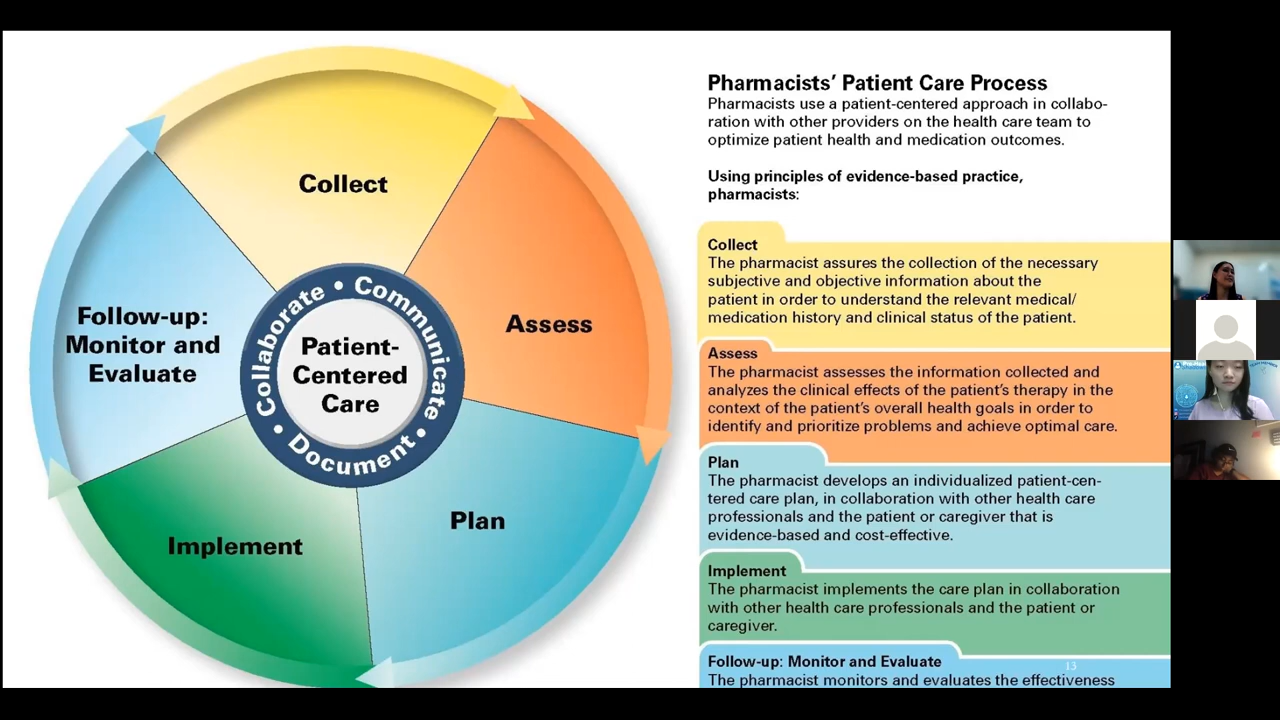 Collect
Assess
Plan
Implement
Follow-up:
Monitor and
Evaluate
Collaborate • Communicate • Document •
Patient-
Centered
Care
Pharmacists’ Patient Care Process
Pharmacists use a patient-centered approach in collabo-
ration with other providers on the health care team to
optimize patient health and medication outcomes.
Using principles of evidence-based practice,
pharmacists:
Collect
The pharmacist assures the collection of the necessary
subjective and objective information about the
patient in order to understand the relevant medical/
medication history and clinical status of the patient.
Assess
The pharmacist assesses the information collected and
analyzes the clinical effects of the patient’s therapy in the
context of the patient’s overall health goals in order to
identify and prioritize problems and achieve optimal care.
Plan
The pharmacist develops an individualized patient-cen-
tered care plan, in collaboration with other health care
professionals and the patient or caregiver that is
evidence-based and cost-effective.
Implement
The pharmacist implements the care plan in collaboration
with other health care professionals and the patient or
caregiver.
Follow-up: Monitor and Evaluate
The pharmacist monitors and evaluates the effectiveness
13